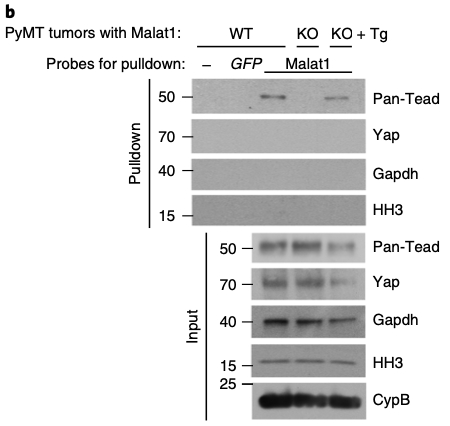 b
PyMT tumors with Malat1: WT KO KO + Tg
Probes for pulldown: – GFP Malat1
Pulldown
50 Pan-Tead
70 Yap
40 Gapdh
15 HH3
Input
50 Pan-Tead
70 Yap
40 Gapdh
15 HH3
25 CypB